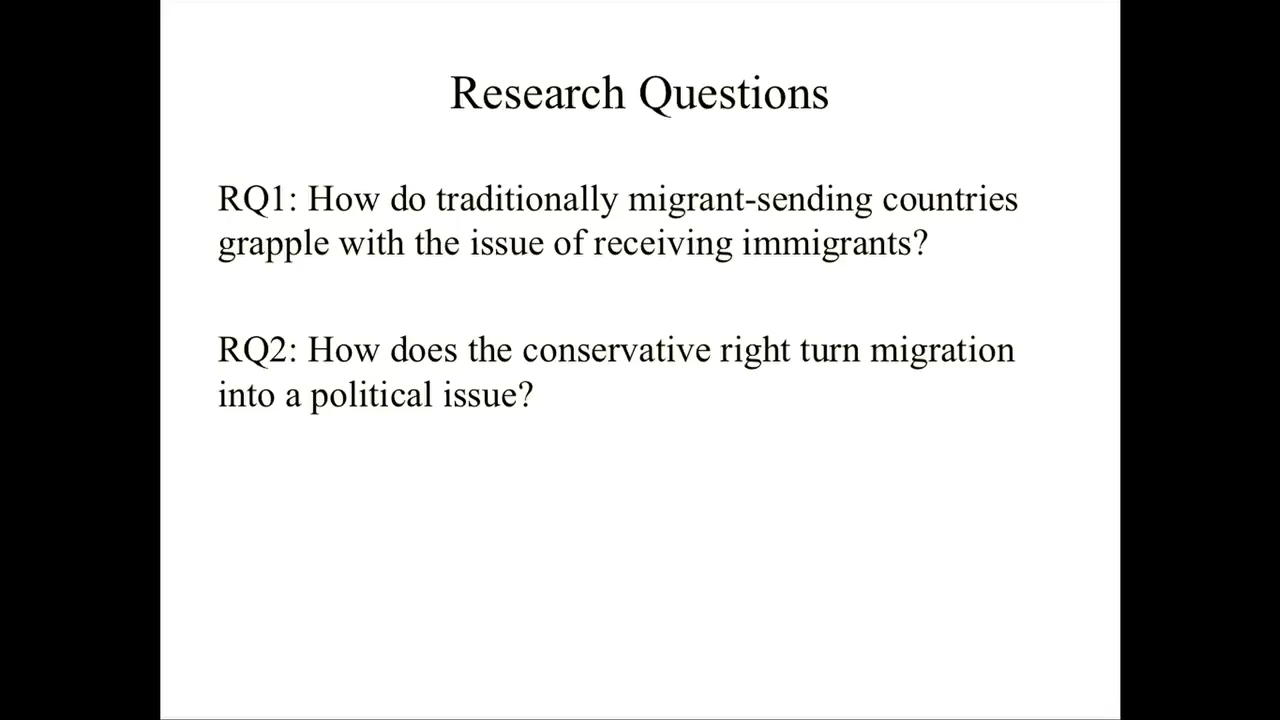 Research Questions
RQ1: How do traditionally migrant-sending countries
grapple with the issue of receiving immigrants?
RQ2: How does the conservative right turn migration
into a political issue?